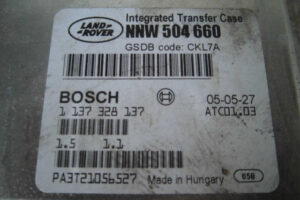 LAND ROVER
Integrated Transfer Case
NNW 504 660
GSDB code: CKL7A
BOSCH
05-05-27
1 137 328 137
ATC01.03
1.5 1.1
PA3T21056527
Made in Hungary
656